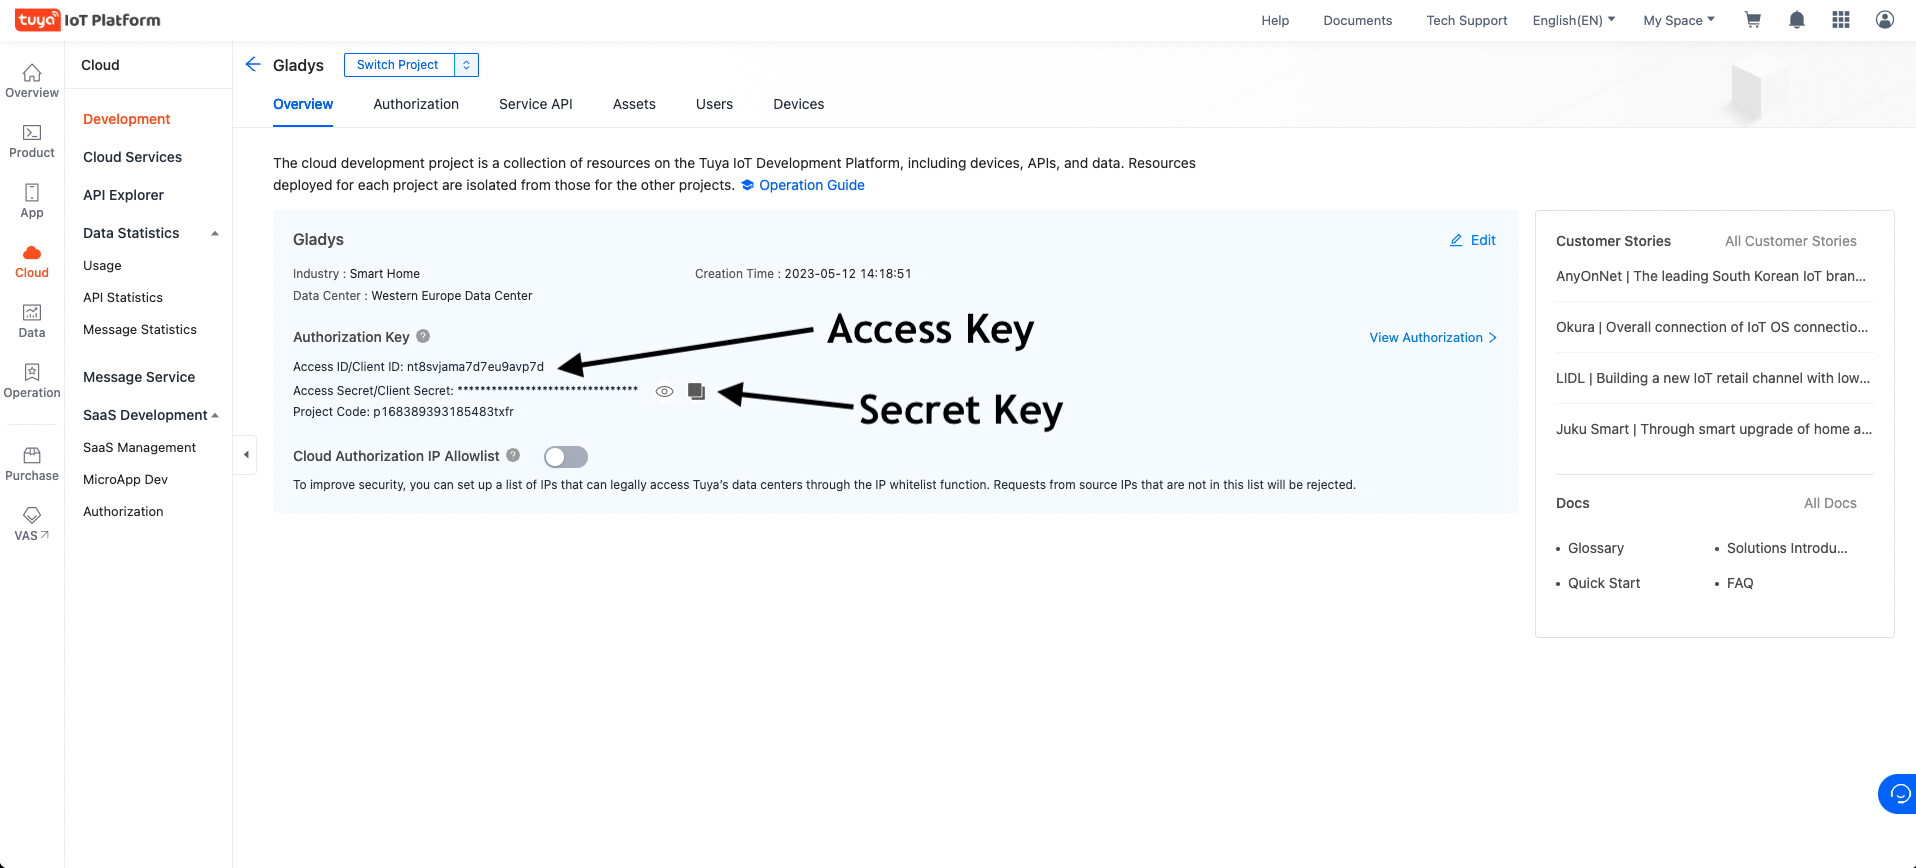 tuya IoT Platform
Help
Documents
Tech Support
English(EN)
My Space
Overview
Product
App
Cloud
Data
Operation
Purchase
VAS
Cloud
Development
Cloud Services
API Explorer
Data Statistics
Usage
API Statistics
Message Statistics
Message Service
SaaS Development
SaaS Management
MicroApp Dev
Authorization
Gladys
Switch Project
Overview
Authorization
Service API
Assets
Users
Devices
The cloud development project is a collection of resources on the Tuya IoT Development Platform, including devices, APIs, and data. Resources
deployed for each project are isolated from those for the other projects. Operation Guide
Gladys
Edit
Industry : Smart Home
Creation Time : 2023-05-12 14:18:51
Data Center : Western Europe Data Center
Authorization Key ?
View Authorization
Access ID/Client ID: nt8svjama7d7eu9avp7d
Access Secret/Client Secret: ********************************
Project Code: p168389393185483txfr
Access Key
Secret Key
Cloud Authorization IP Allowlist ?
To improve security, you can set up a list of IPs that can legally access Tuya's data centers through the IP whitelist function. Requests from source IPs that are not in this list will be rejected.
Customer Stories
All Customer Stories
AnyOnNet | The leading South Korean IoT bran...
Okura | Overall connection of IoT OS connectio...
LIDL | Building a new IoT retail channel with low...
Juku Smart | Through smart upgrade of home a...
Docs
All Docs
• Glossary
• Solutions Introdu...
• Quick Start
• FAQ